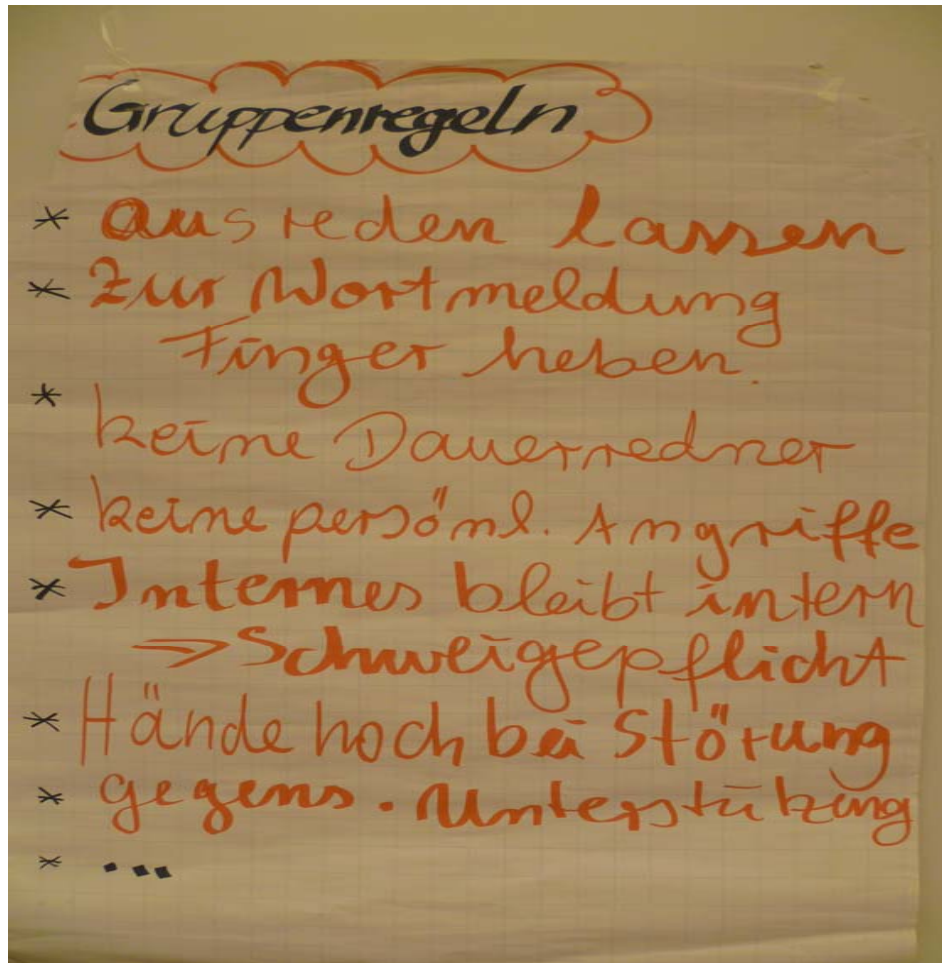 Gruppenregeln
* ausreden lassen
* Zur Wortmeldung
Finger heben.
*
keine Dauerredner
* keine persönl. Angriffe
* Internes bleibt intern
=> Schweigepflicht
* Hände hoch bei Störung
* gegens. Unterstützung
* ...